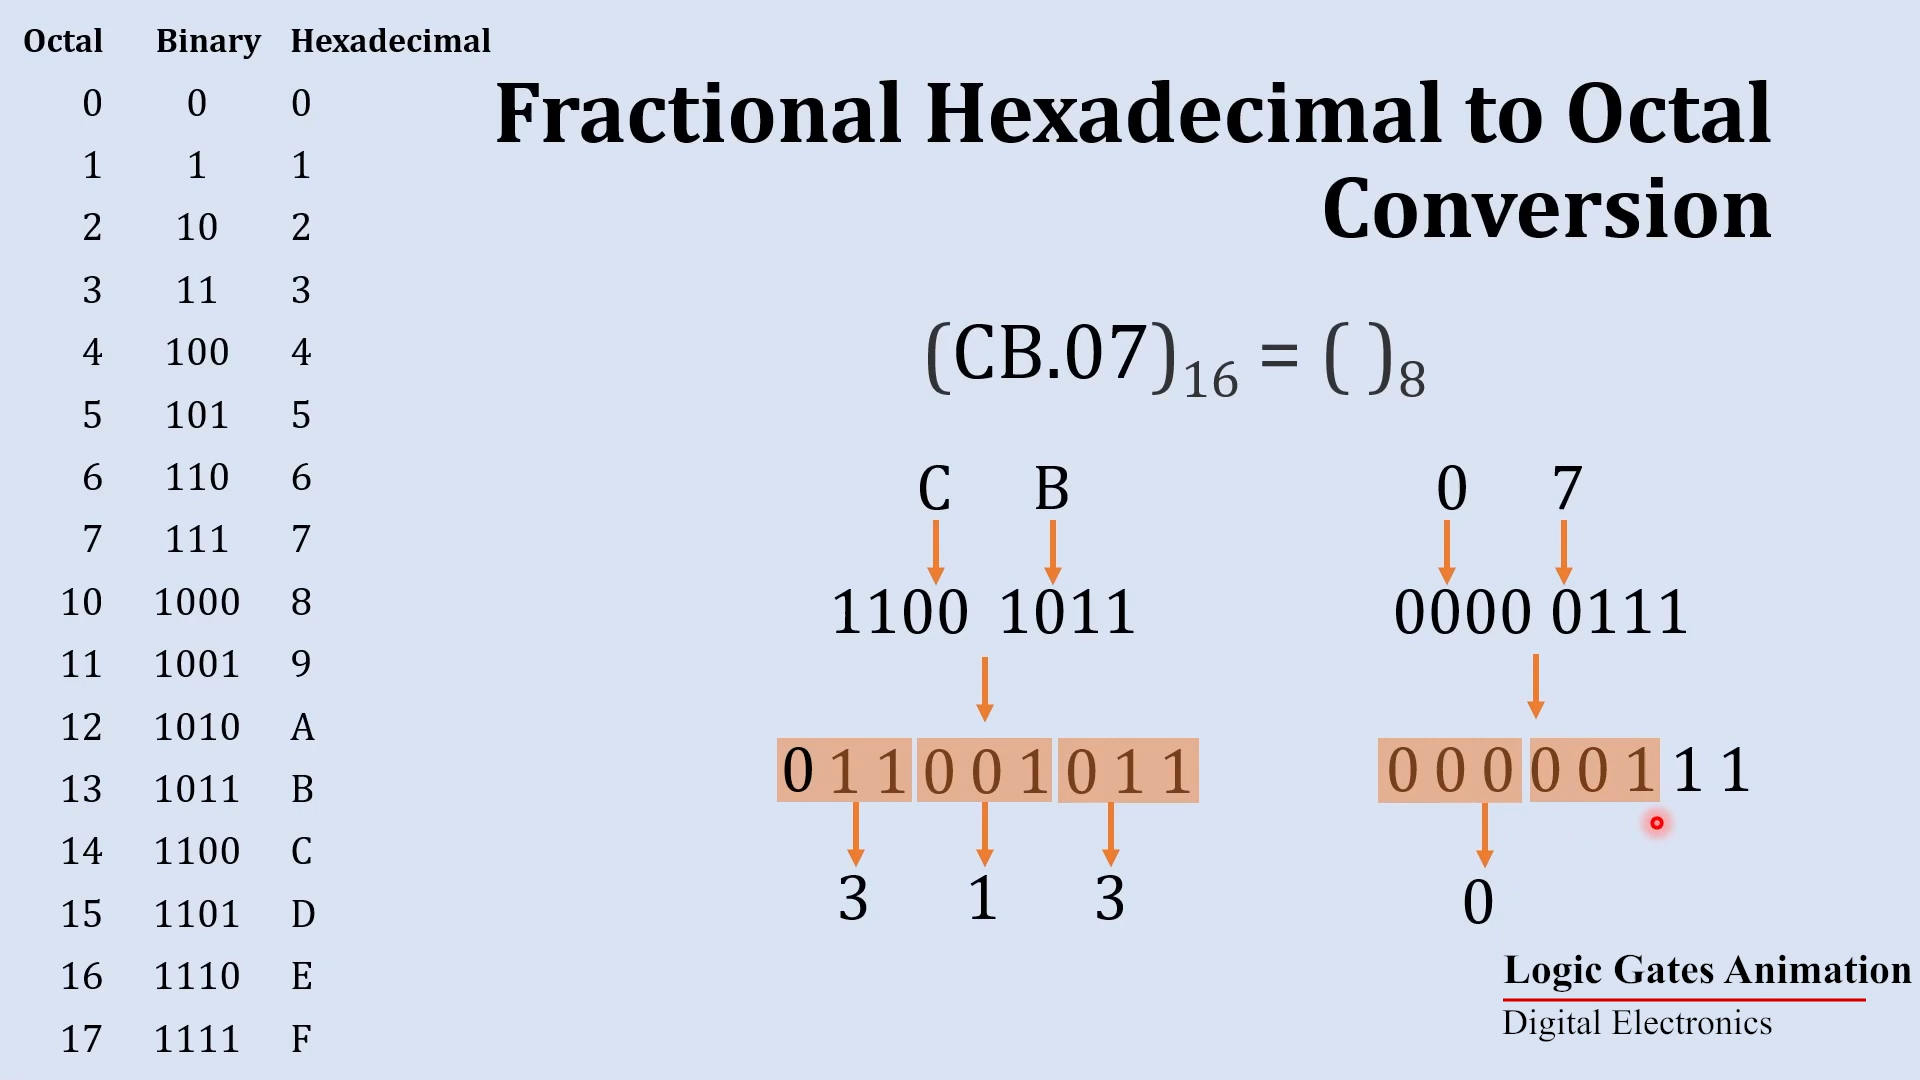 Octal Binary Hexadecimal
0 0 0
1 1 1
2 10 2
3 11 3
4 100 4
5 101 5
6 110 6
7 111 7
10 1000 8
11 1001 9
12 1010 A
13 1011 B
14 1100 C
15 1101 D
16 1110 E
17 1111 F
Fractional Hexadecimal to Octal
Conversion
(CB.07)₁₆ = ( )₈
C B 0 7
1100 1011 0000 0111
0 1 1 0 0 1 0 1 1 0 0 0 0 0 1 1 1
3 1 3 0
Logic Gates Animation
Digital Electronics